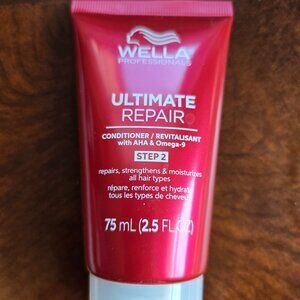 WELLA
PROFESSIONALS
ULTIMATE
REPAIR
CONDITIONER / REVITALISANT
with AHA & Omega-9
STEP 2
repairs, strengthens & moisturizes
all hair types
répare, renforce et hydrate
tous les types de cheveux
75 mL (2.5 FL.OZ)